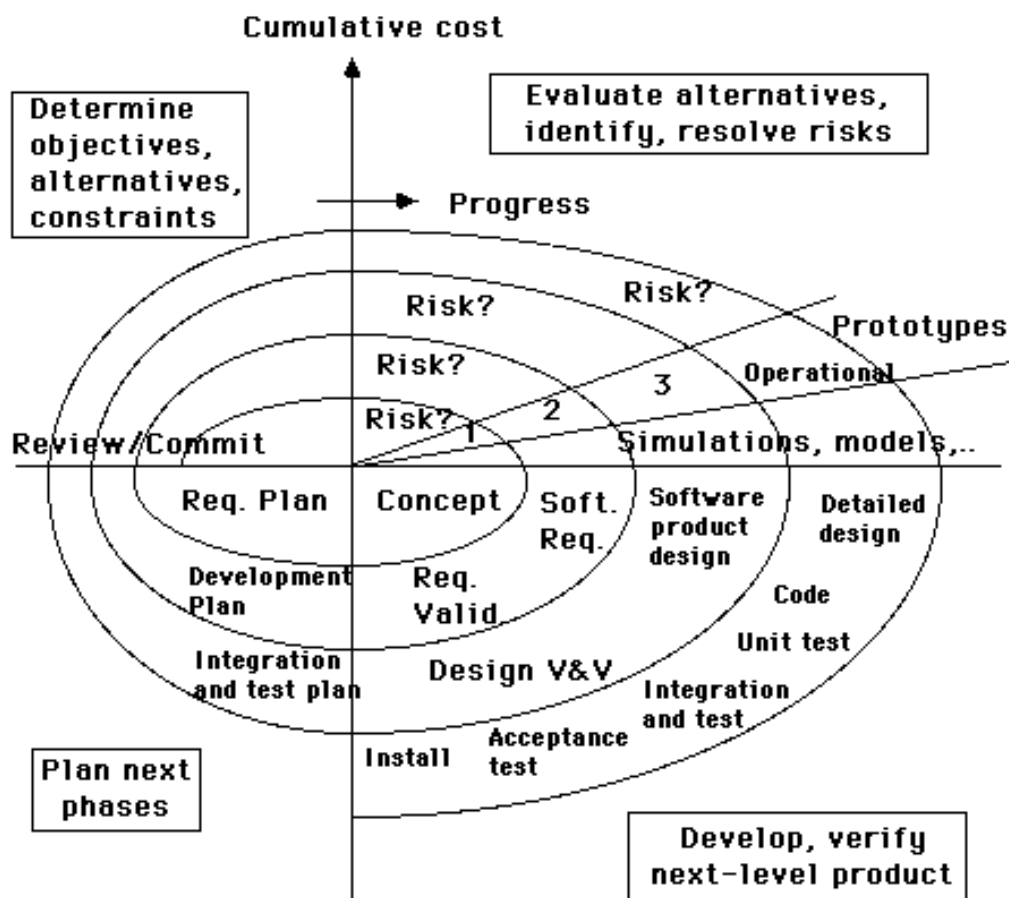 Cumulative cost
Determine
objectives,
alternatives,
constraints
Evaluate alternatives,
identify, resolve risks
Progress
Risk?
Risk?
Prototypes
Risk?
Operational
3
2
Risk?
1
Review/Commit
Simulations, models,..
Req. Plan
Concept
Soft.
Req.
Software
product
design
Detailed
design
Development
Plan
Req.
Valid
Code
Unit test
Integration
and test plan
Design V&V
Integration
and test
Install
Acceptance
test
Plan next
phases
Develop, verify
next-level product